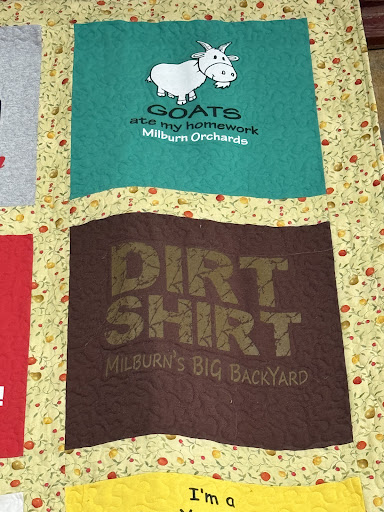 GOATS
ate my homework
Milburn Orchards
DIRT
SHIRT
MILBURN'S BIG BACKYARD
!
I'm a